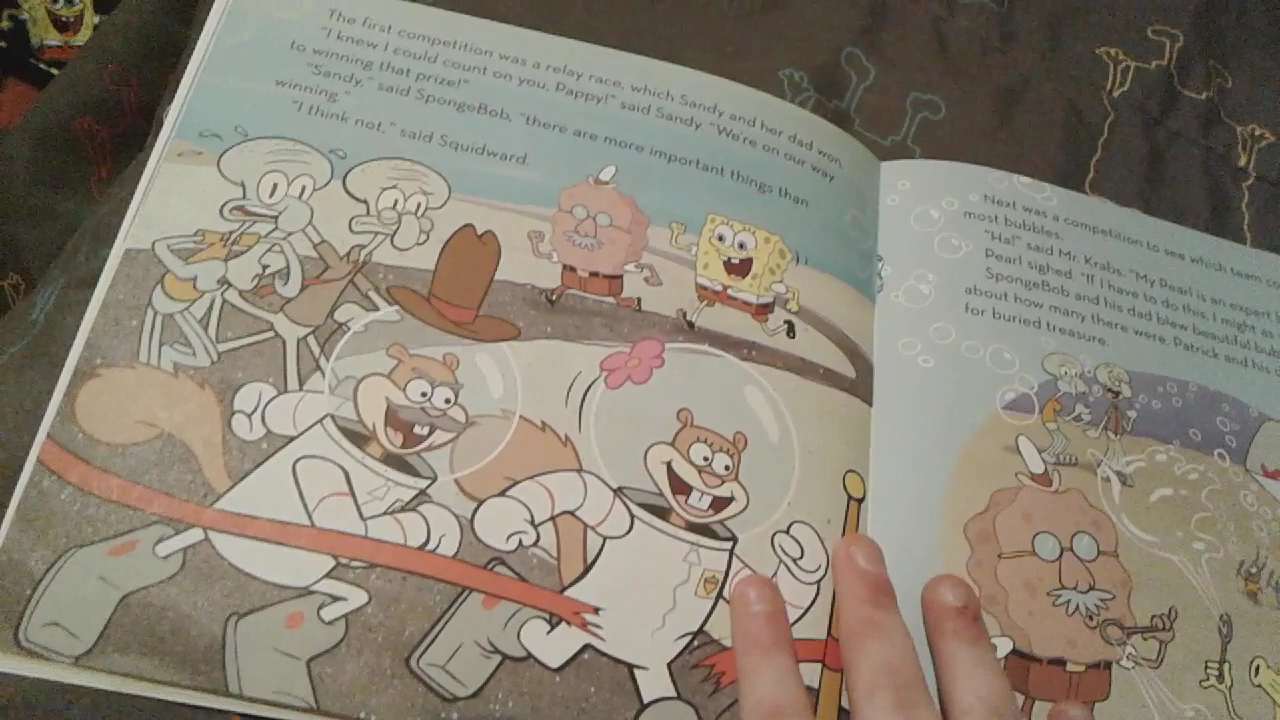 The first competition was a relay race, which Sandy and her dad won.
"I knew I could count on you, Pappy!" said Sandy. "We're on our way
to winning that prize!"
"Sandy," said SpongeBob, "there are more important things than
winning."
"I think not," said Squidward.
Next was a competition to see which team co
most bubbles.
"Ha!" said Mr. Krabs. "My Pearl is an expert
Pearl sighed. "If I have to do this, I might as
SpongeBob and his dad blew beautiful bub
about how many there were. Patrick and his
for buried treasure.